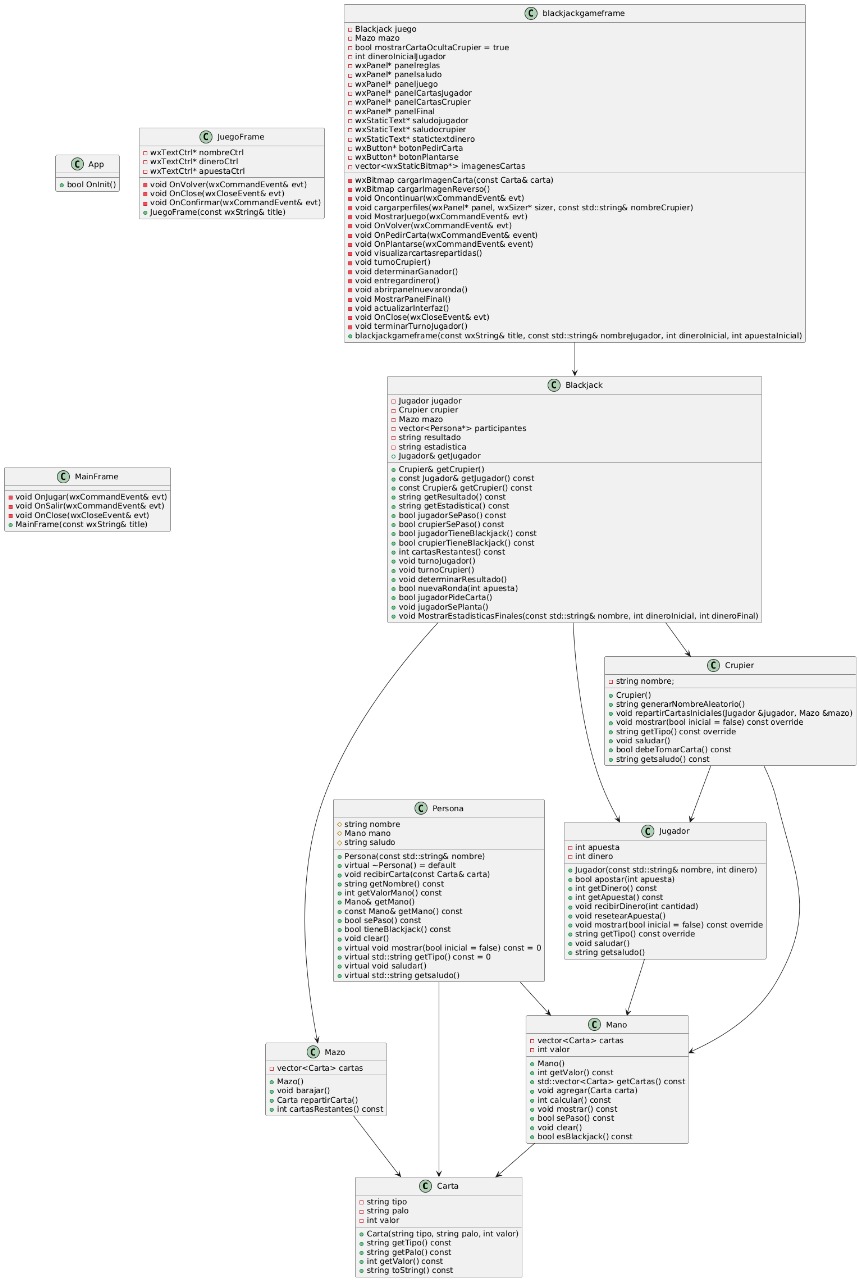 C blackjackgameframe
Blackjack juego
Mazo mazo
bool mostrarCartaOcultaCrupier = true
int dineroInicialJugador
wxPanel* panelreglas
wxPanel* panelsaludo
wxPanel* paneljuego
wxPanel* panelCartasJugador
wxPanel* panelCartasCrupier
wxPanel* panelFinal
wxStaticText* saludojugador
wxStaticText* saludocrupier
wxStaticText* statictextdinero
wxButton* botonPedirCarta
wxButton* botonPlantarse
vector<wxStaticBitmap*> imagenesCartas
wxBitmap cargarImagenCarta(const Carta& carta)
wxBitmap cargarImagenReverso()
void Oncontinuar(wxCommandEvent& evt)
void cargarperfiles(wxPanel* panel, wxSizer* sizer, const std::string& nombreCrupier)
void MostrarJuego(wxCommandEvent& evt)
void OnVolver(wxCommandEvent& evt)
void OnPedirCarta(wxCommandEvent& event)
void OnPlantarse(wxCommandEvent& event)
void visualizarcartasrepartidas()
void turnoCrupier()
void determinarGanador()
void entregardinero()
void abrirpanelnuevaronda()
void MostrarPanelFinal()
void actualizarInterfaz()
void OnClose(wxCloseEvent& evt)
void terminarTurnoJugador()
blackjackgameframe(const wxString& title, const std::string& nombreJugador, int dineroInicial, int apuestaInicial)
C App
bool OnInit()
C JuegoFrame
wxTextCtrl* nombreCtrl
wxTextCtrl* dineroCtrl
wxTextCtrl* apuestaCtrl
void OnVolver(wxCommandEvent& evt)
void OnClose(wxCloseEvent& evt)
void OnConfirmar(wxCommandEvent& evt)
JuegoFrame(const wxString& title)
C MainFrame
void OnJugar(wxCommandEvent& evt)
void OnSalir(wxCommandEvent& evt)
void OnClose(wxCloseEvent& evt)
MainFrame(const wxString& title)
C Blackjack
Jugador jugador
Crupier crupier
Mazo mazo
vector<Persona*> participantes
string resultado
string estadistica
Jugador& getJugador
Crupier& getCrupier()
const Jugador& getJugador() const
const Crupier& getCrupier() const
string getResultado() const
string getEstadistica() const
bool jugadorSePaso() const
bool crupierSePaso() const
bool jugadorTieneBlackjack() const
bool crupierTieneBlackjack() const
int cartasRestantes() const
void turnoJugador()
void turnoCrupier()
void determinarResultado()
bool nuevaRonda(int apuesta)
bool jugadorPideCarta()
void jugadorSePlanta()
void MostrarEstadisticasFinales(const std::string& nombre, int dineroInicial, int dineroFinal)
C Crupier
string nombre;
Crupier()
string generarNombreAleatorio()
void repartirCartasIniciales(Jugador &jugador, Mazo &mazo)
void mostrar(bool inicial = false) const override
string getTipo() const override
void saludar()
bool debeTomarCarta() const
string getsaludo() const
C Persona
string nombre
Mano mano
string saludo
Persona(const std::string& nombre)
virtual ~Persona() = default
void recibirCarta(const Carta& carta)
string getNombre() const
int getValorMano() const
Mano& getMano()
const Mano& getMano() const
bool sePaso() const
bool tieneBlackjack() const
void clear()
virtual void mostrar(bool inicial = false) const = 0
virtual std::string getTipo() const = 0
virtual void saludar()
virtual std::string getsaludo()
C Jugador
int apuesta
int dinero
Jugador(const std::string& nombre, int dinero)
bool apostar(int apuesta)
int getDinero() const
int getApuesta() const
void recibirDinero(int cantidad)
void resetearApuesta()
void mostrar(bool inicial = false) const override
string getTipo() const override
void saludar()
string getsaludo()
C Mano
vector<Carta> cartas
int valor
Mano()
int getValor() const
std::vector<Carta> getCartas() const
void agregar(Carta carta)
int calcular() const
void mostrar() const
bool sePaso() const
void clear()
bool esBlackjack() const
C Mazo
vector<Carta> cartas
Mazo()
void barajar()
Carta repartirCarta()
int cartasRestantes() const
C Carta
string tipo
string palo
int valor
Carta(string tipo, string palo, int valor)
string getTipo() const
string getPalo() const
int getValor() const
string toString() const